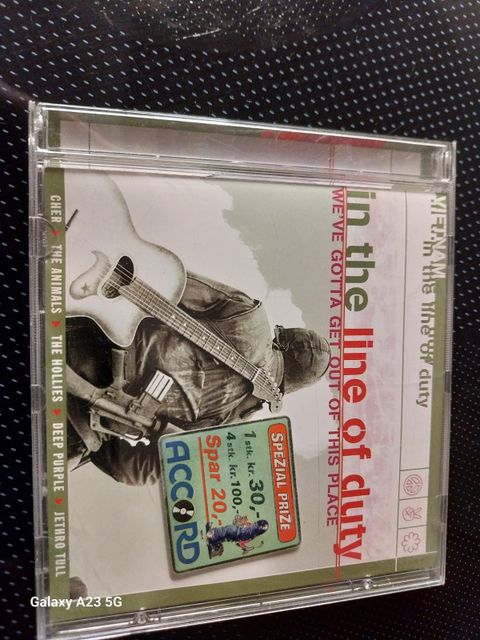 VIETNAM
in the line of duty
in the line of duty
WE'VE GOTTA GET OUT OF THIS PLACE
SPEZIAL PRIZE
1 stk. kr. 30,-
4 stk. kr. 100,-
Spar 20,-
ACCORD
CHER THE ANIMALS THE HOLLIES DEEP PURPLE JETHRO TULL
Galaxy A23 5G